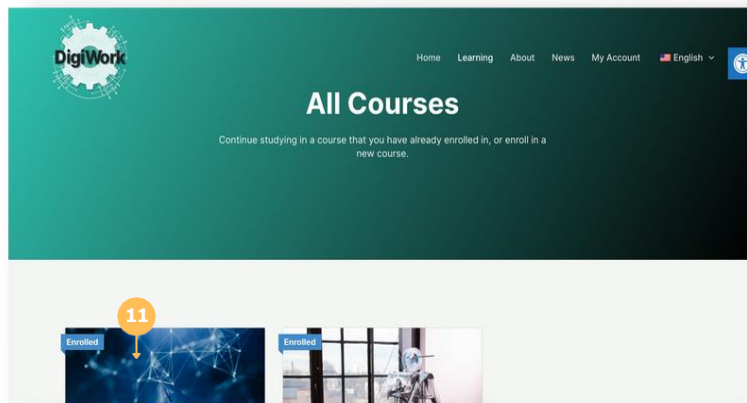 DigiWork
Home Learning About News My Account English
All Courses
Continue studying in a course that you have already enrolled in, or enroll in a
new course.
11
Enrolled Enrolled